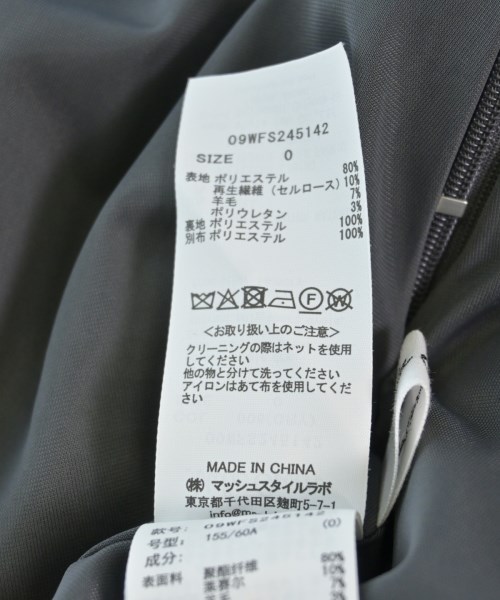 09WFS245142
SIZE 0
表地 ポリエステル 80%
再生繊維(セルロース) 10%
羊毛 7%
ポリウレタン 3%
裏地 ポリエステル 100%
別布 ポリエステル 100%
<お取り扱い上のご注意>
クリーニングの際はネットを使用
してください
他の物と分けて洗ってください
アイロンはあて布を使用してくだ
さい
MADE IN CHINA
(株) マッシュスタイルラボ
東京都千代田区麹町5-7-1
款号: 09WFS245142 (0)
号型: 155/60A
成分:
表面料 聚酯纤维 80%
莱赛尔 10%